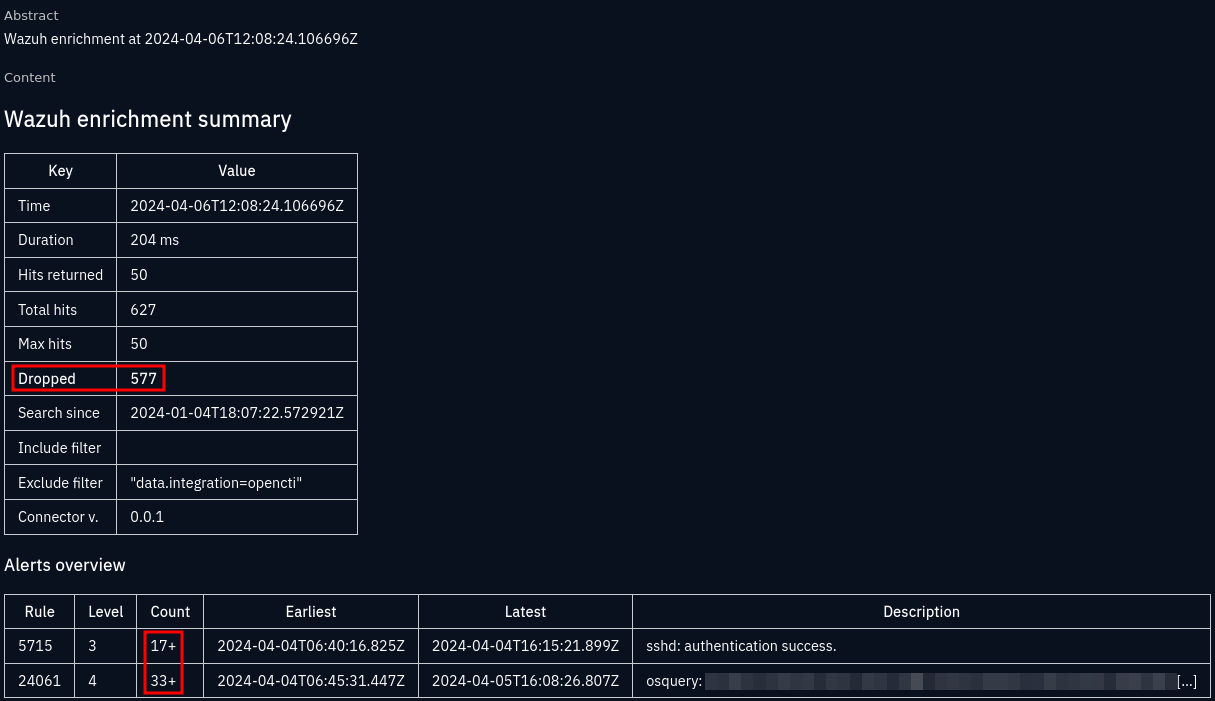 Abstract
Wazuh enrichment at 2024-04-06T12:08:24.106696Z
Content
Wazuh enrichment summary
Key Value
Time 2024-04-06T12:08:24.106696Z
Duration 204 ms
Hits returned 50
Total hits 627
Max hits 50
Dropped 577
Search since 2024-01-04T18:07:22.572921Z
Include filter
Exclude filter "data.integration=opencti"
Connector v. 0.0.1
Alerts overview
Rule Level Count Earliest Latest Description
5715 3 17+ 2024-04-04T06:40:16.825Z 2024-04-04T16:15:21.899Z sshd: authentication success.
24061 4 33+ 2024-04-04T06:45:31.447Z 2024-04-05T16:08:26.807Z osquery: [...]